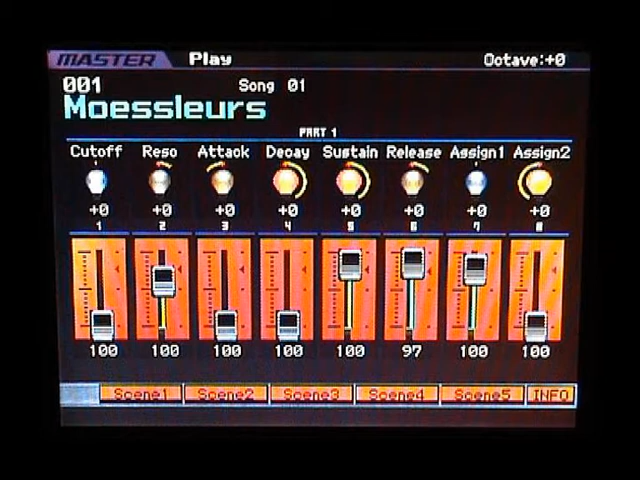 MASTER Play Octave:+0
001 Song 01
Moessleurs
PART 1
Cutoff Reso Attack Decay Sustain Release Assign1 Assign2
+0 +0 +0 +0 +0 +0 +0 +0
1 2 3 4 5 6 7 8
100 100 100 100 100 97 100 100
Scene1 Scene2 Scene3 Scene4 Scene5 INFO